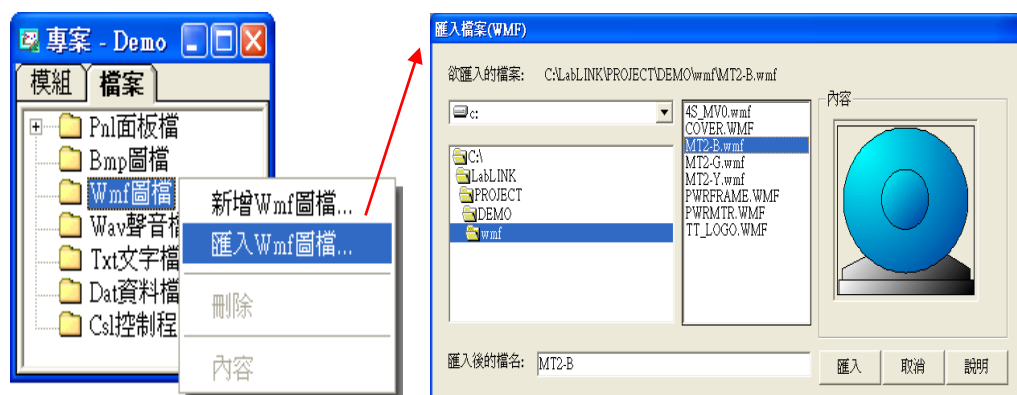 專案 - Demo
模組 檔案
Pnl面板檔
Bmp圖檔
Wmf圖檔
Wav聲音檔
Txt文字檔
Dat資料檔
Csl控制程
新增Wmf圖檔...
匯入Wmf圖檔...
刪除
內容
匯入檔案(WMF)
欲匯入的檔案: C:\LabLINK\PROJECT\DEMO\wmf\MT2-B.wmf
c:
C:\
LabLINK
PROJECT
DEMO
wmf
4S_MV0.wmf
COVER.WMF
MT2-B.wmf
MT2-G.wmf
MT2-Y.wmf
PWRFRAME.WMF
PWRMTR.WMF
TT_LOGO.WMF
內容
匯入後的檔名: MT2-B
匯入 取消 說明